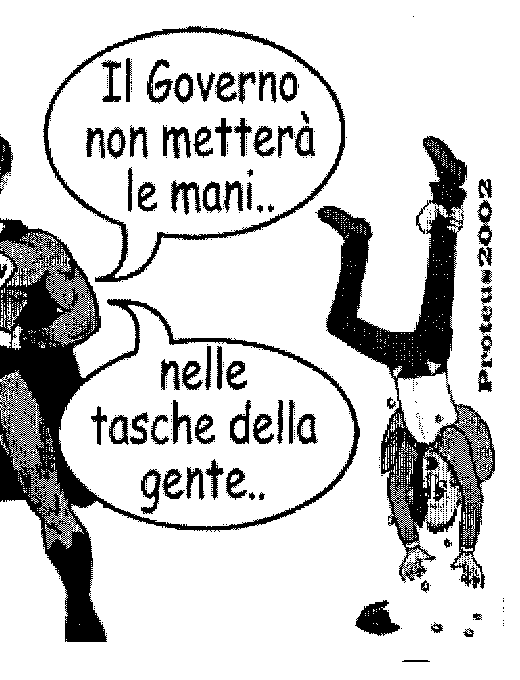 Il Governo
non metterà
le mani..
nelle
tasche della
gente..
Proteus2002